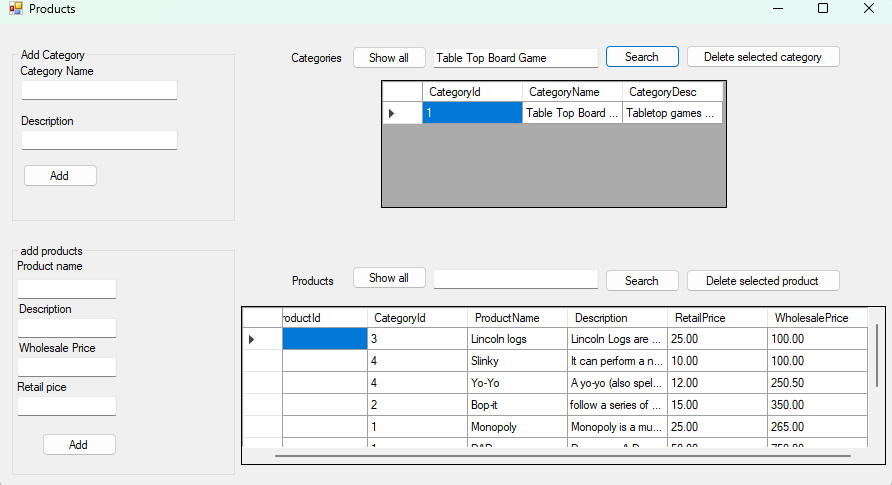 Products
Add Category
Category Name
Description
Add
Categories
Show all
Table Top Board Game
Search
Delete selected category
CategoryId CategoryName CategoryDesc
1 Table Top Board ... Tabletop games ...
add products
Product name
Description
Wholesale Price
Retail pice
Add
Products
Show all
Search
Delete selected product
roductId CategoryId ProductName Description RetailPrice WholesalePrice
3 Lincoln logs Lincoln Logs are ... 25.00 100.00
4 Slinky It can perform a n... 10.00 100.00
4 Yo-Yo A yo-yo (also spel... 12.00 250.50
2 Bop-it follow a series of ... 15.00 350.00
1 Monopoly Monopoly is a mu... 25.00 265.00